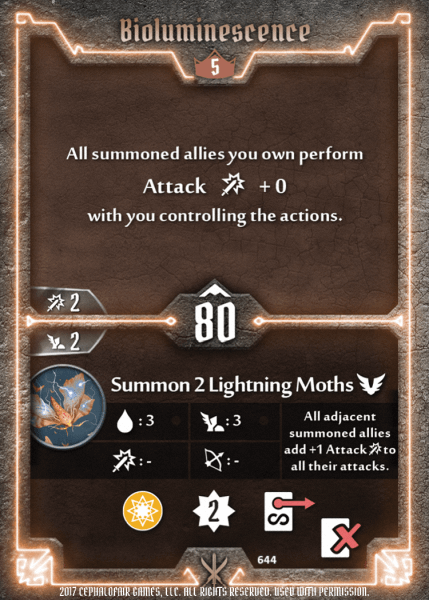 Bioluminescence
5
All summoned allies you own perform
Attack +0
with you controlling the actions.
2
80
2
Summon 2 Lightning Moths
: 3
: 3
: -
: -
All adjacent
summoned allies
add +1 Attack to
all their attacks.
2
S
X
644
2017 CEPHALOFAIR GAMES, LLC. ALL RIGHTS RESERVED. USED WITH PERMISSION.